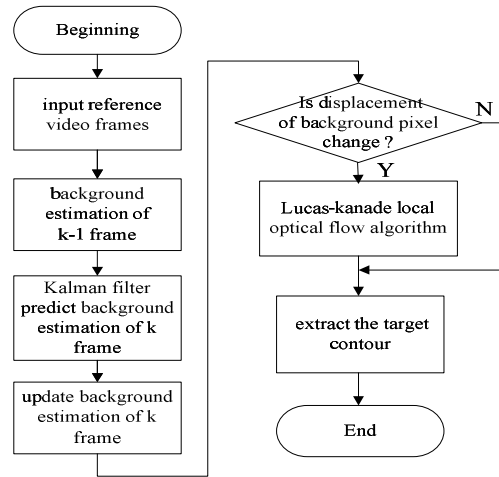 Beginning
input reference
video frames
background
estimation of
k-1 frame
Kalman filter
predict background
estimation of k
frame
update background
estimation of k
frame
Is displacement
of background pixel
change ?
N
Y
Lucas-kanade local
optical flow algorithm
extract the target
contour
End